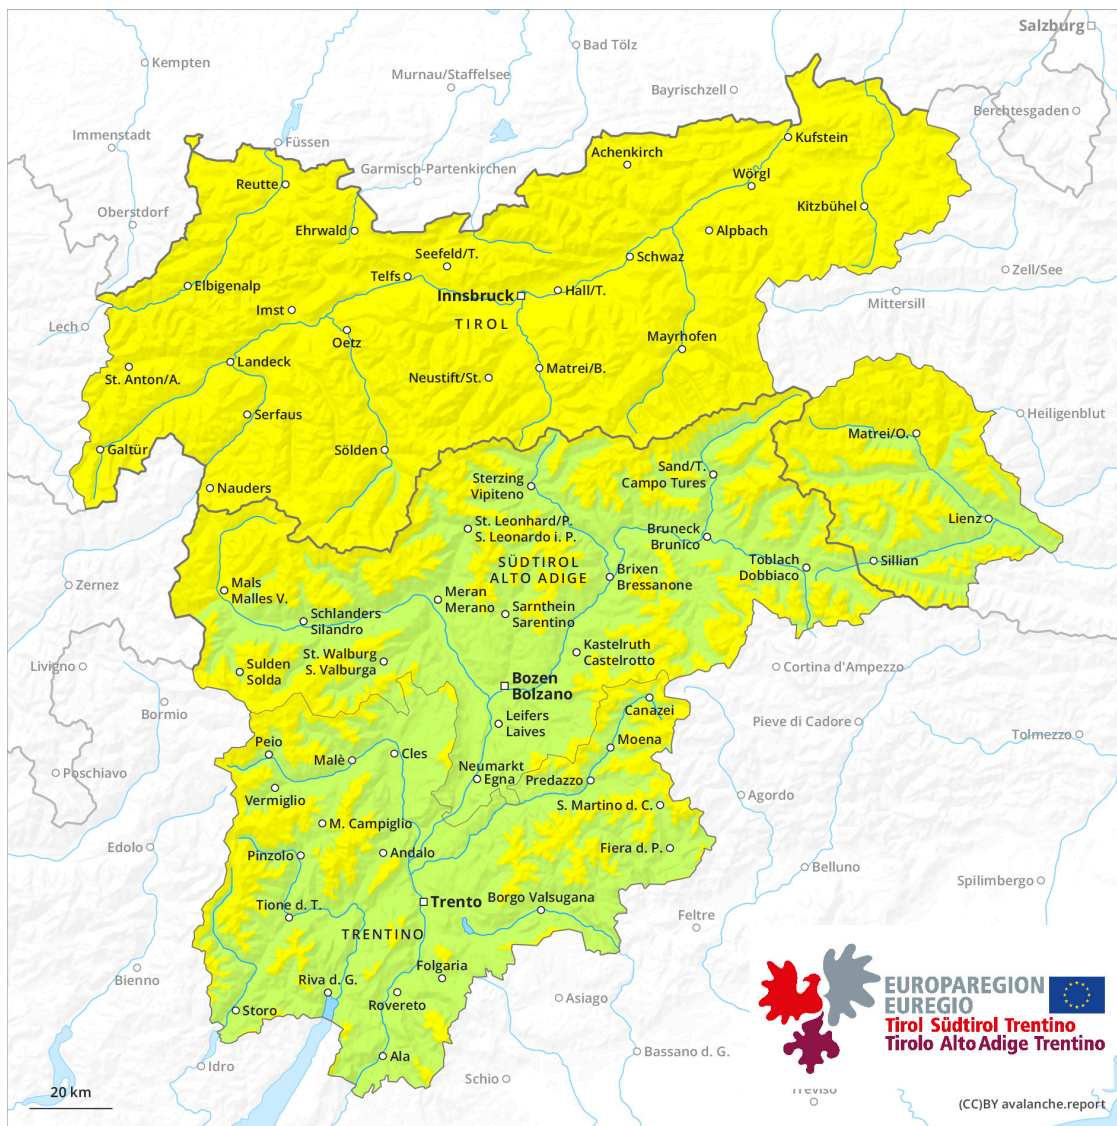 Salzburg
Bad Tölz
Kempten
Murnau/Staffelsee
Bayrischzell
Berchtesgaden
Immenstadt
Füssen
Kufstein
Achenkirch
Garmisch-Partenkirchen
Wörgl
Reutte
Oberstdorf
Kitzbühel
Ehrwald
Alpbach
Seefeld/T.
Schwaz
Zell/See
Telfs
Elbigenalp
Innsbruck
Hall/T.
Mittersill
Imst
TIROL
Lech
Oetz
Mayrhofen
Landeck
Matrei/B.
St. Anton/A.
Neustift/St.
Serfaus
Heiligenblut
Matrei/O.
Galtür
Sölden
Sterzing
Vipiteno
Sand/T.
Campo Tures
Nauders
St. Leonhard/P.
S. Leonardo i. P.
Bruneck
Brunico
Lienz
SÜDTIROL
ALTO ADIGE
Toblach
Dobbiaco
Sillian
Brixen
Bressanone
Zernez
Mals
Malles V.
Meran
Merano
Sarnthein
Sarentino
Schlanders
Silandro
Kastelruth
Castelrotto
St. Walburg
S. Valburga
Livigno
Sulden
Solda
Cortina d'Ampezzo
Bozen
Bolzano
Canazei
Bormio
Leifers
Laives
Pieve di Cadore
Tolmezzo
Moena
Peio
Cles
Malè
Poschiavo
Neumarkt
Egna
Predazzo
Vermiglio
Agordo
S. Martino d. C.
M. Campiglio
Edolo
Pinzolo
Andalo
Fiera d. P.
Belluno
Spilimbergo
Tione d. T.
Trento
Borgo Valsugana
Feltre
TRENTINO
Bienno
Folgaria
Riva d. G.
Rovereto
Asiago
Storo
EUROPAREGION
EUREGIO
Tirol Südtirol Trentino
Tirolo Alto Adige Trentino
Ala
Idro
Schio
Bassano d. G.
Treviso
20 km
(CC)BY avalanche.report